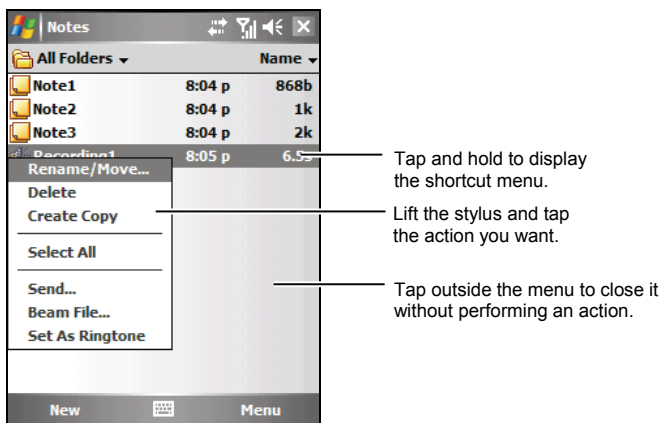 Notes
All Folders Name
Note1 8:04 p 868b
Note2 8:04 p 1k
Note3 8:04 p 2k
Recording1 8:05 p 6.5s
Rename/Move...
Delete
Create Copy
Select All
Send...
Beam File...
Set As Ringtone
New Menu
Tap and hold to display
the shortcut menu.
Lift the stylus and tap
the action you want.
Tap outside the menu to close it
without performing an action.